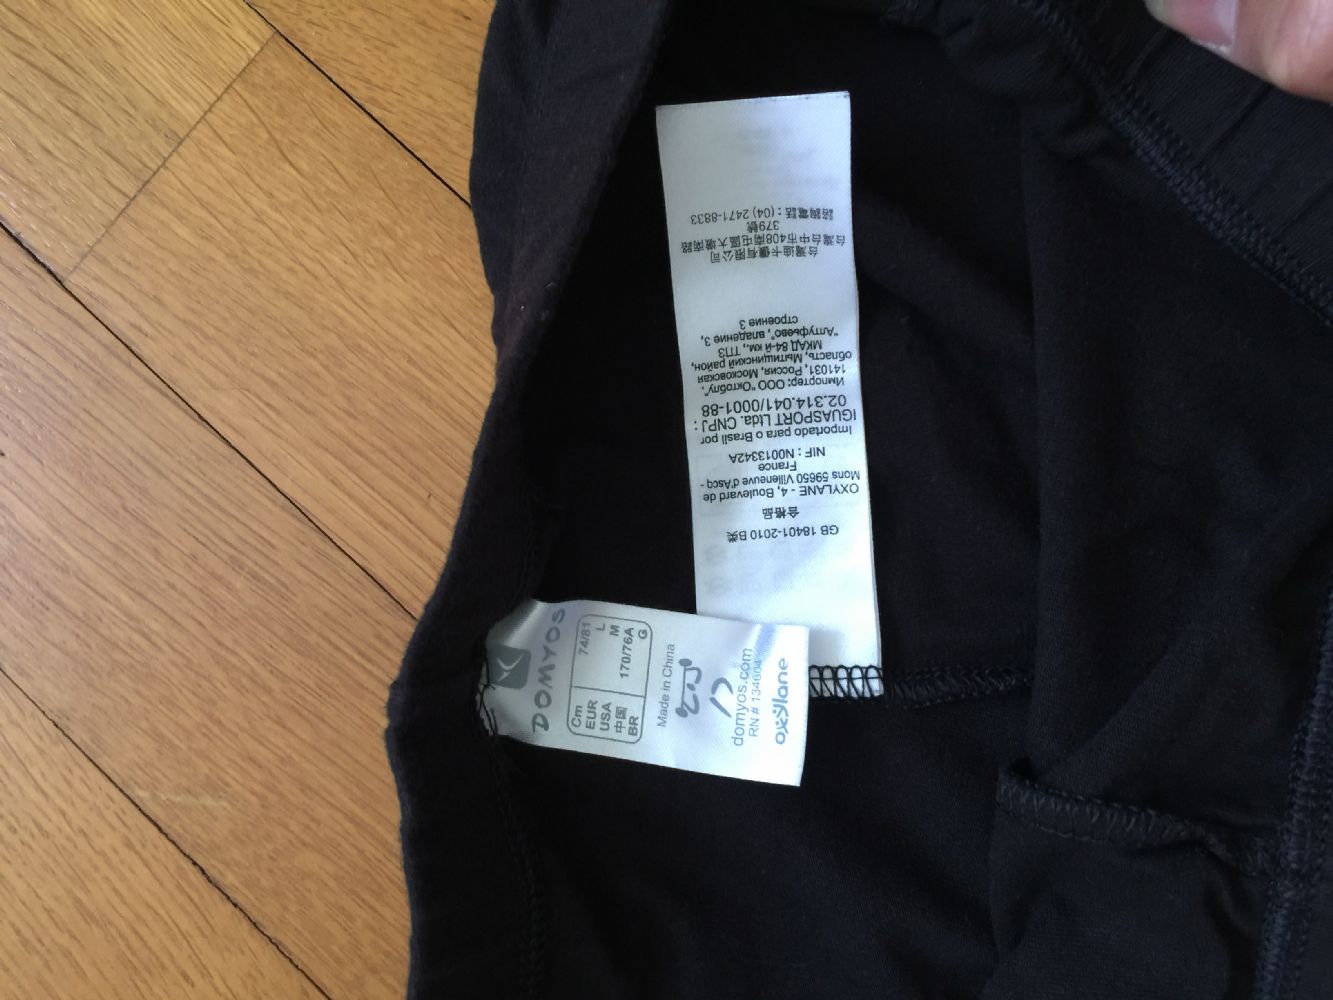 DOMYOS
Cm 74/81
EUR L
USA M
中国 170/76A
BR G
Made in China
domyos.com
RN # 134604
oxylane
GB 18401-2010 B类
合格品
OXYLANE - 4, Boulevard de
Mons 59650 Villeneuve d'Ascq -
France
NIF : N0013342A
Importado para o Brasil por
IGUASPORT Ltda. CNPJ :
02.314.041/0001-88
Импортер: ООО "Октоблу",
141031, Россия, Московская
область, Мытищинский район,
МКАД 84-й км., ТПЗ
"Алтуфьево", владение 3,
строение 3
台灣迪卡儂有限公司
台灣台中市408南屯區大墩南路
379號
諮詢電話：(04) 2471-8833